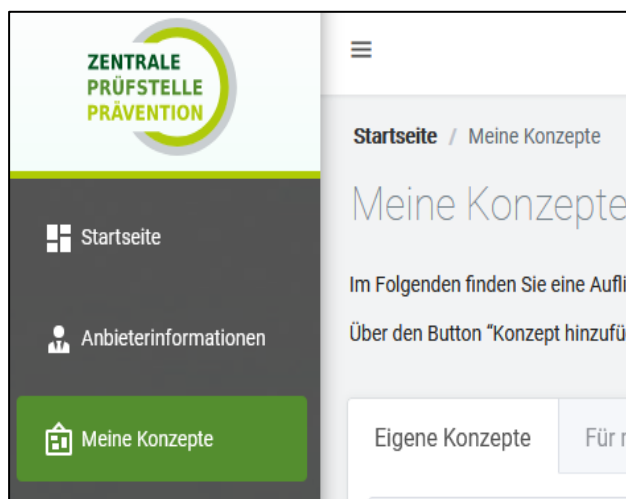 ZENTRALE
PRÜFSTELLE
PRÄVENTION
Startseite
Anbieterinformationen
Meine Konzepte
Startseite / Meine Konzepte
Meine Konzepte
Im Folgenden finden Sie eine Aufli
Über den Button "Konzept hinzufü
Eigene Konzepte Für